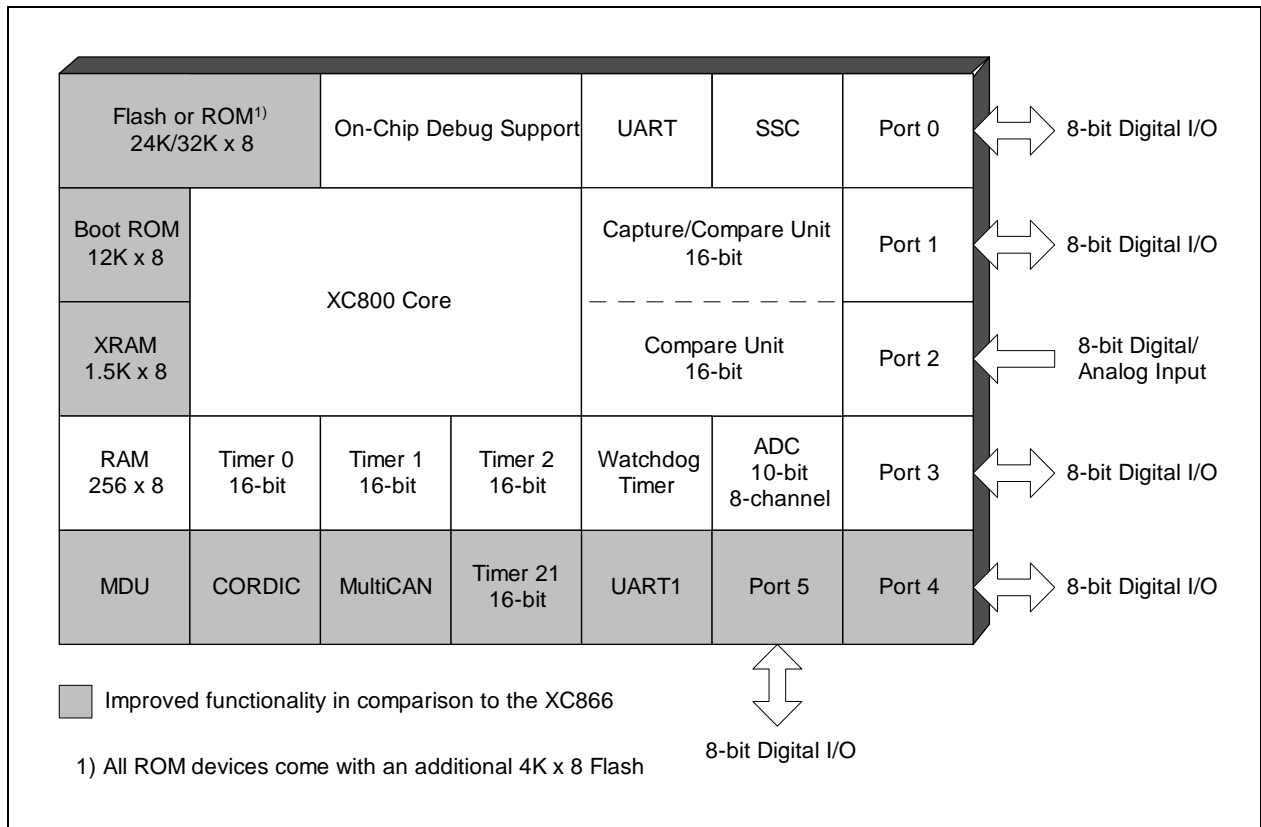 Flash or ROM1)
24K/32K x 8
On-Chip Debug Support
UART
SSC
Port 0
8-bit Digital I/O
Boot ROM
12K x 8
XC800 Core
Capture/Compare Unit
16-bit
Port 1
8-bit Digital I/O
XRAM
1.5K x 8
Compare Unit
16-bit
Port 2
8-bit Digital/
Analog Input
RAM
256 x 8
Timer 0
16-bit
Timer 1
16-bit
Timer 2
16-bit
Watchdog
Timer
ADC
10-bit
8-channel
Port 3
8-bit Digital I/O
MDU
CORDIC
MultiCAN
Timer 21
16-bit
UART1
Port 5
Port 4
8-bit Digital I/O
Improved functionality in comparison to the XC866
8-bit Digital I/O
1) All ROM devices come with an additional 4K x 8 Flash